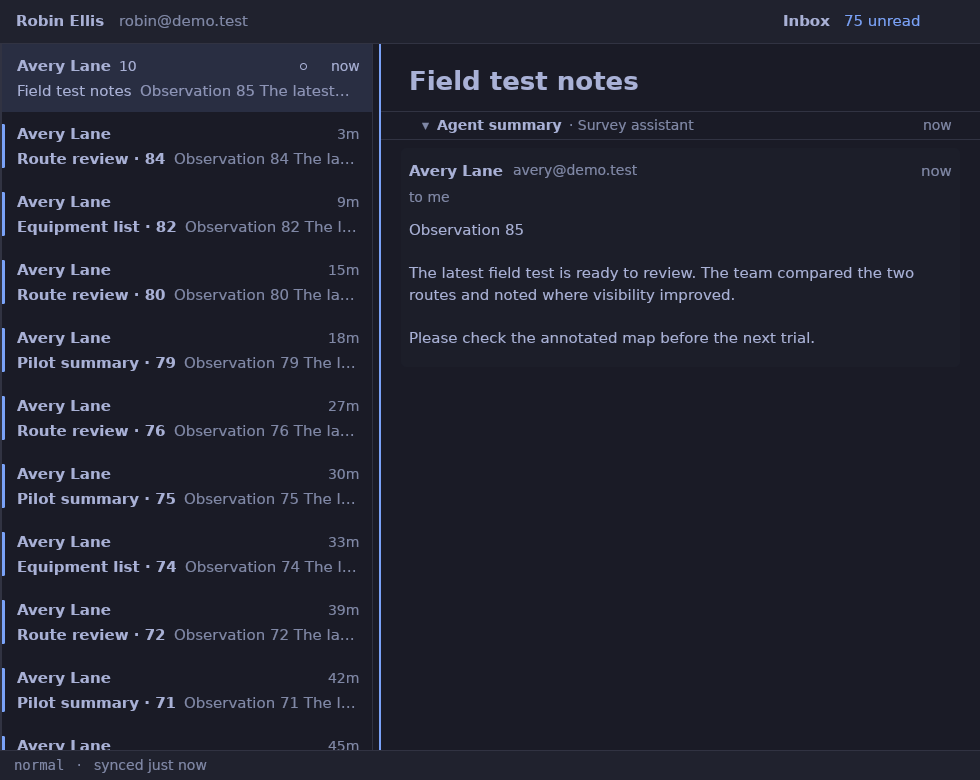 Robin Ellis robin@demo.test
Inbox 75 unread
Avery Lane 10 now
Field test notes Observation 85 The latest…
Avery Lane 3m
Route review · 84 Observation 84 The la…
Avery Lane 9m
Equipment list · 82 Observation 82 The l…
Avery Lane 15m
Route review · 80 Observation 80 The la…
Avery Lane 18m
Pilot summary · 79 Observation 79 The l…
Avery Lane 27m
Route review · 76 Observation 76 The la…
Avery Lane 30m
Pilot summary · 75 Observation 75 The l…
Avery Lane 33m
Equipment list · 74 Observation 74 The l…
Avery Lane 39m
Route review · 72 Observation 72 The la…
Avery Lane 42m
Pilot summary · 71 Observation 71 The l…
Avery Lane 45m
Field test notes
▾ Agent summary · Survey assistant now
Avery Lane avery@demo.test now
to me
Observation 85
The latest field test is ready to review. The team compared the two
routes and noted where visibility improved.
Please check the annotated map before the next trial.
normal · synced just now